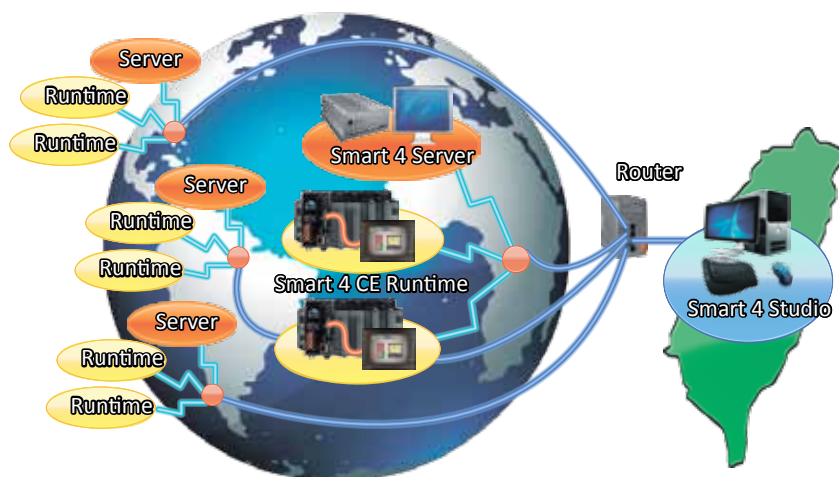 Server
Runtime
Runtime
Smart 4 Server
Router
Server
Runtime
Runtime
Smart 4 CE Runtime
Smart 4 Studio
Server
Runtime
Runtime